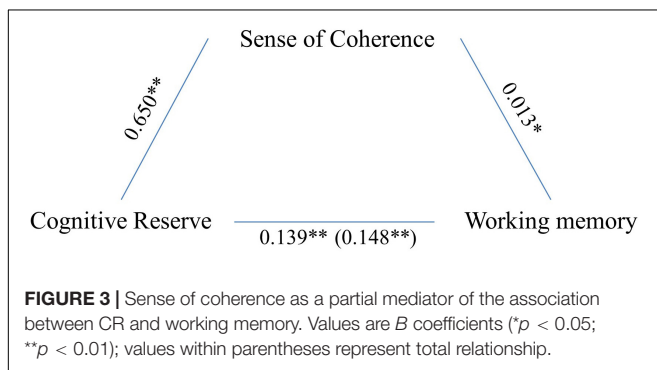 Sense of Coherence
0.650**
0.013*
Cognitive Reserve
Working memory
0.139** (0.148**)
FIGURE 3 | Sense of coherence as a partial mediator of the association
between CR and working memory. Values are B coefficients (*p < 0.05;
**p < 0.01); values within parentheses represent total relationship.